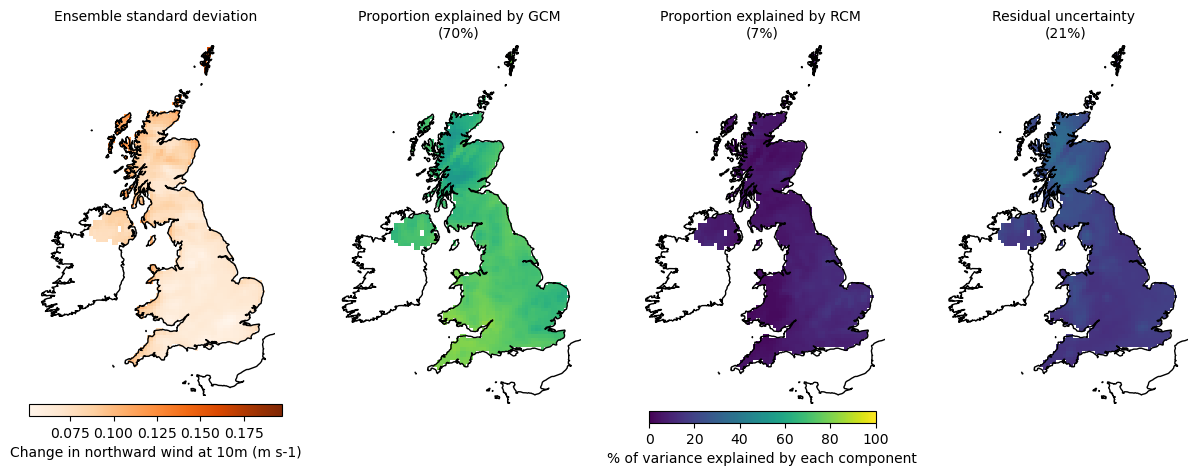 Ensemble standard deviation
Proportion explained by GCM
(70%)
Proportion explained by RCM
(7%)
Residual uncertainty
(21%)
0.075 0.100 0.125 0.150 0.175
Change in northward wind at 10m (m s-1)
0 20 40 60 80 100
% of variance explained by each component